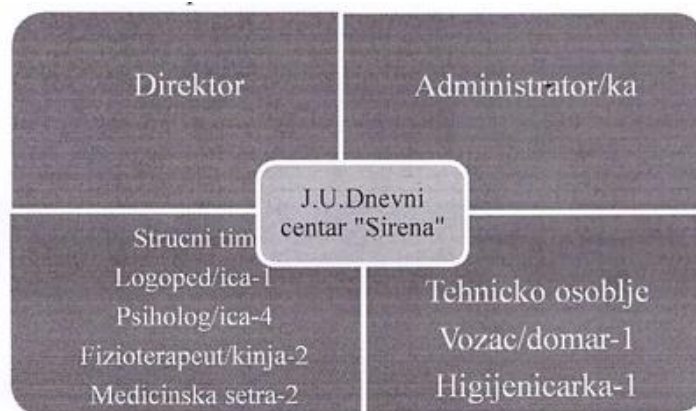 Direktor
Administrator/ka
J.U.Dnevni
centar "Sirena"
Strucni tim
Logoped/ica-1
Psiholog/ica-4
Fizioterapeut/kinja-2
Medicinska setra-2
Tehnicko osoblje
Vozac/domar-1
Higijenicarka-1